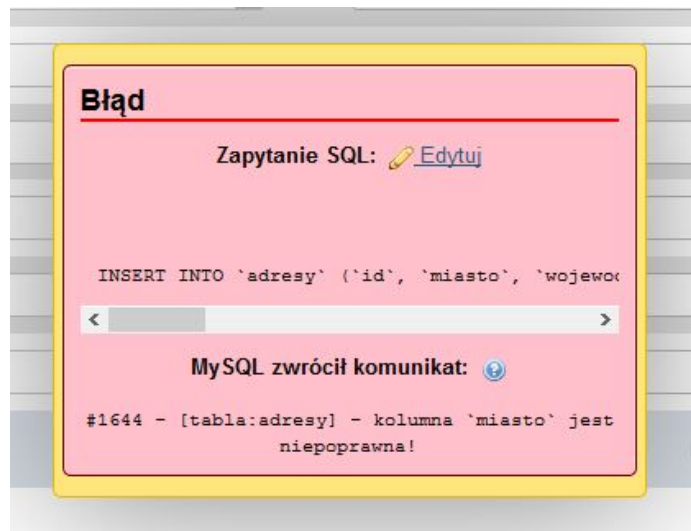 Błąd
Zapytanie SQL: Edytuj
INSERT INTO `adresy` (`id`, `miasto`, `wojewod
MySQL zwrócił komunikat:
#1644 - [tabla:adresy] - kolumna `miasto` jest
niepoprawna!